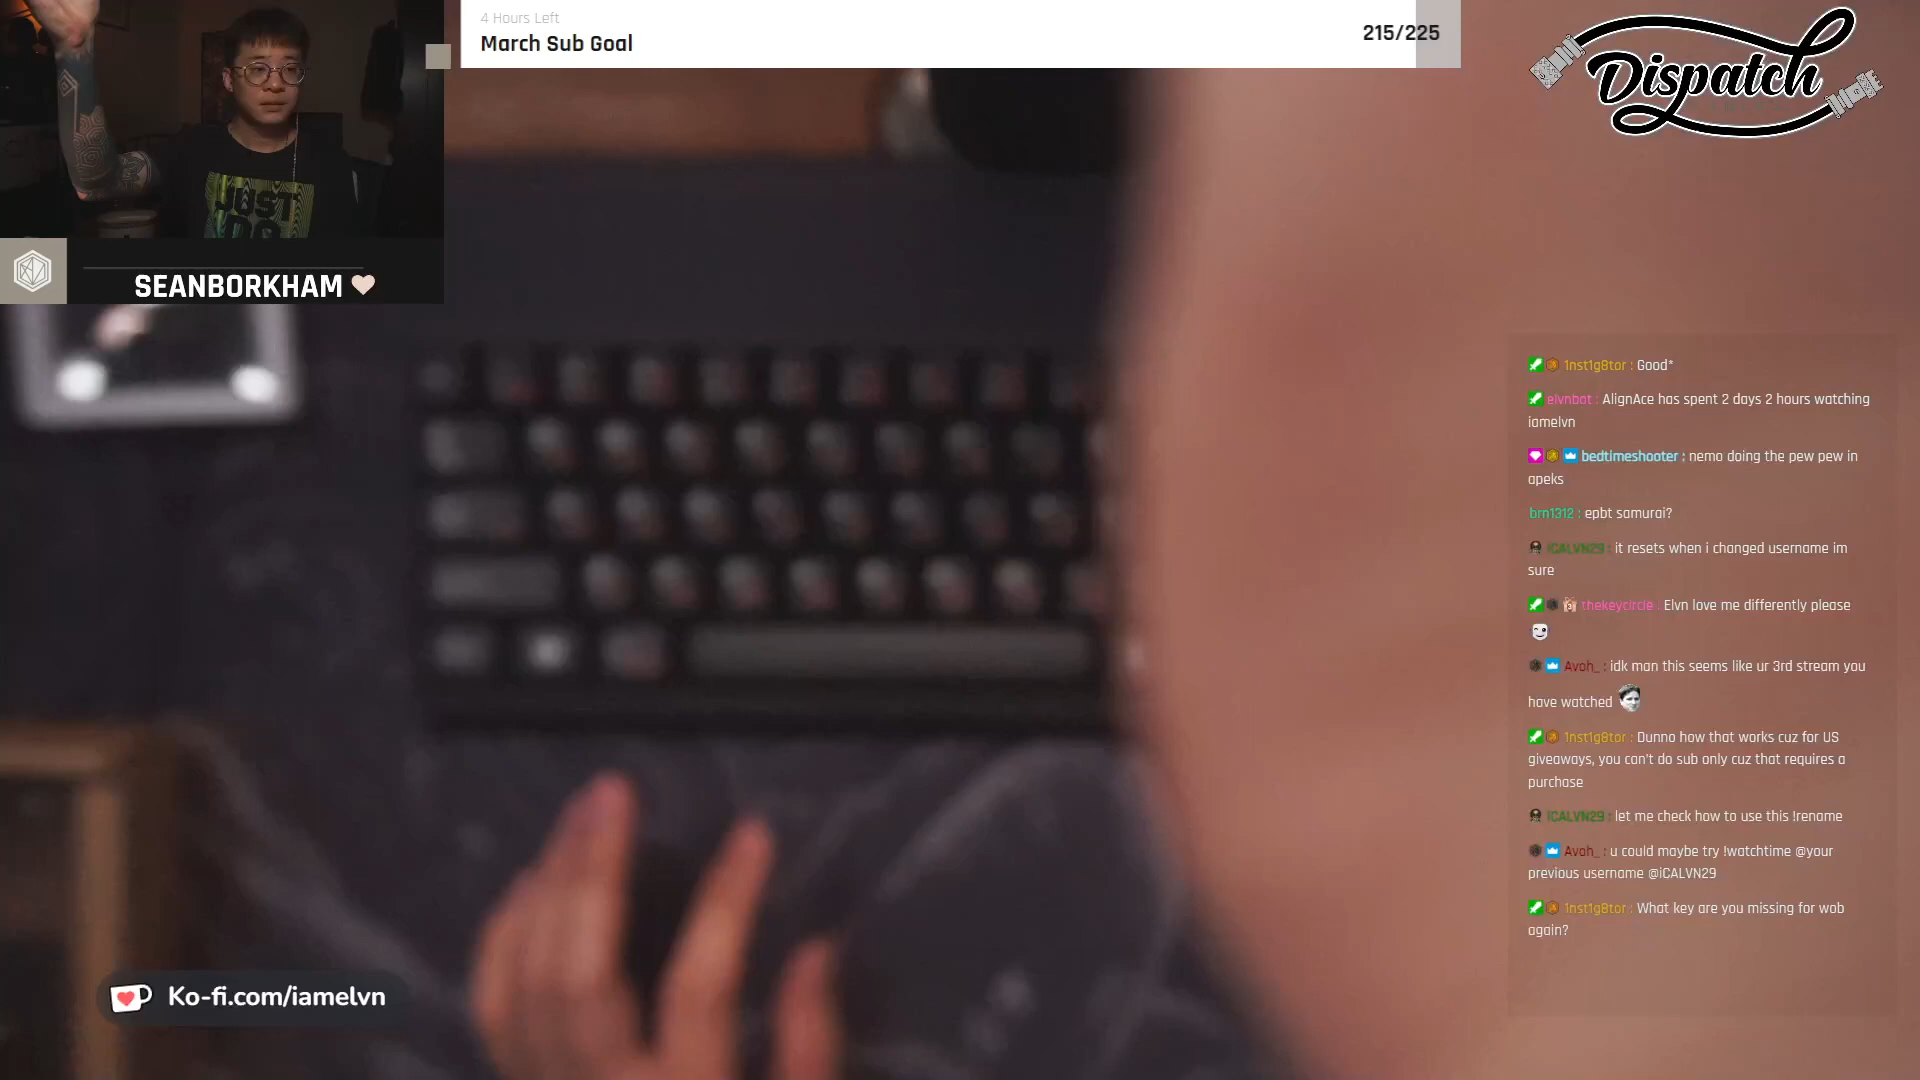 4 Hours Left
March Sub Goal
215/225
Dispatch
JUST
DO
SEANBORKHAM
1nst1g8tor : Good*
elvnbot : AlignAce has spent 2 days 2 hours watching
iamelvn
bedtimeshooter : nemo doing the pew pew in
apeks
brn1312 : epbt samurai?
iCALVN29 : it resets when i changed username im
sure
thekeycircle : Elvn love me differently please
Avoh_ : idk man this seems like ur 3rd stream you
have watched
1nst1g8tor : Dunno how that works cuz for US
giveaways, you can't do sub only cuz that requires a
purchase
iCALVN29 : let me check how to use this !rename
Avoh_ : u could maybe try !watchtime @your
previous username @iCALVN29
1nst1g8tor : What key are you missing for wob
again?
Ko-fi.com/iamelvn